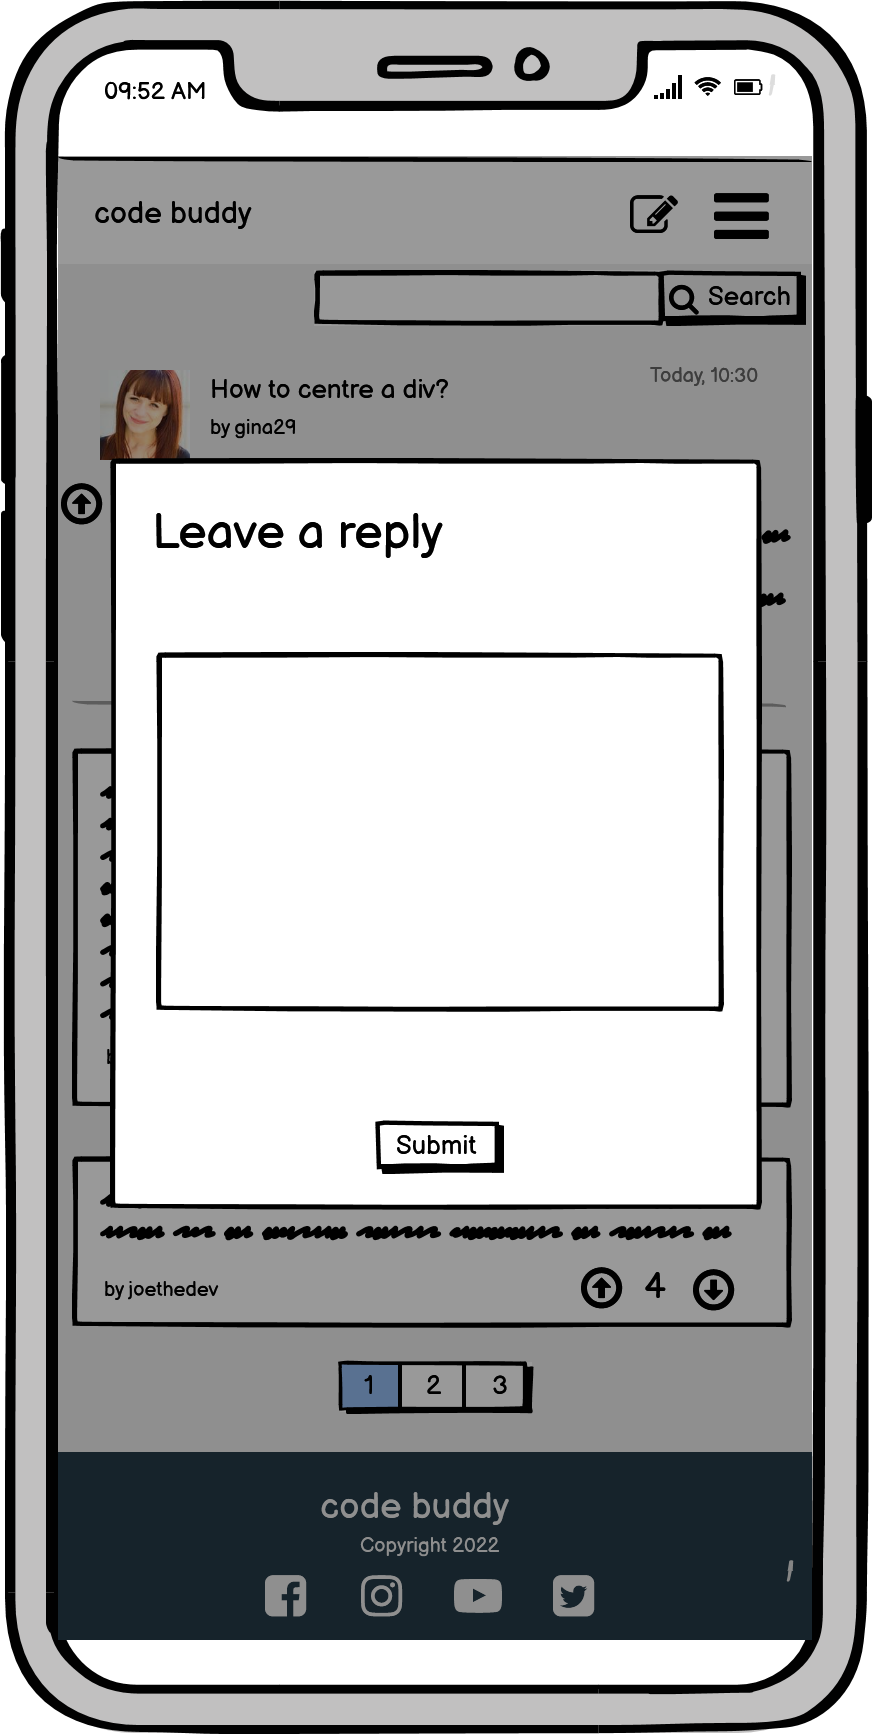 09:52 AM
code buddy
Search
How to centre a div?
Today, 10:30
by gina29
Leave a reply
Submit
by joethedev
4
1 2 3
code buddy
Copyright 2022